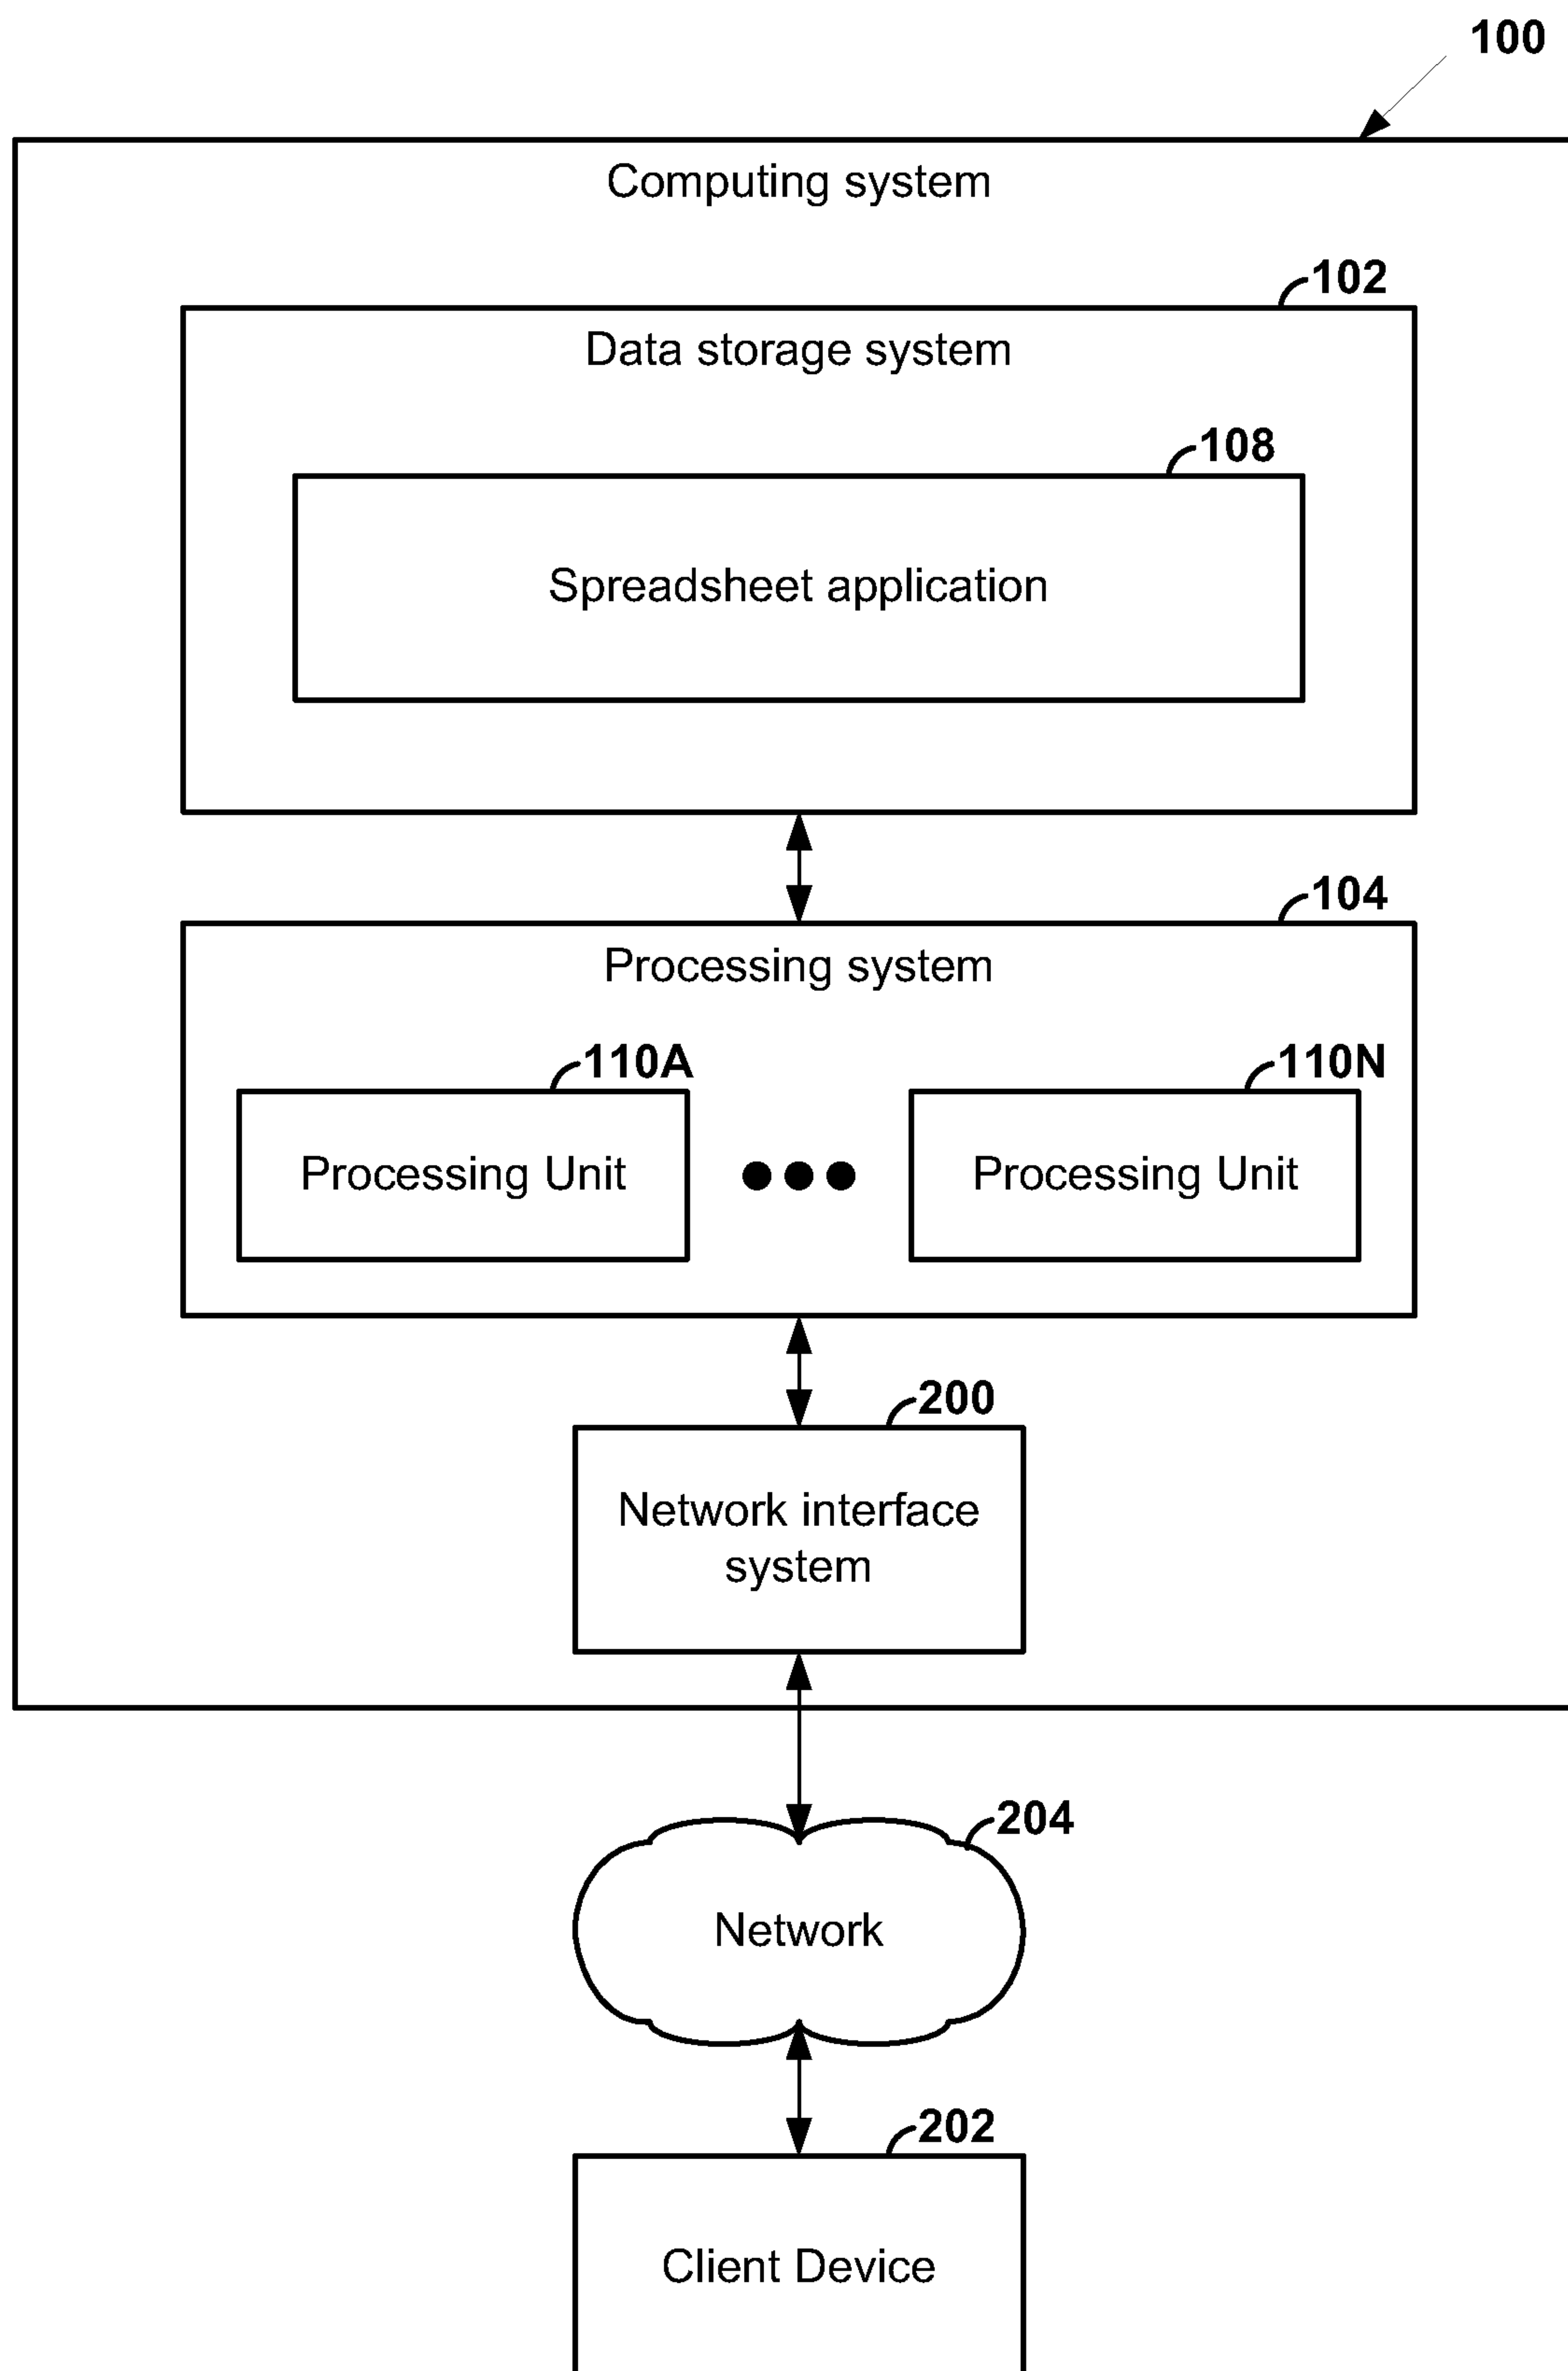 100
Computing system
102
Data storage system
108
Spreadsheet application
104
Processing system
110A
110N
Processing Unit
Processing Unit
200
Network interface
system
204
Network
202
Client Device